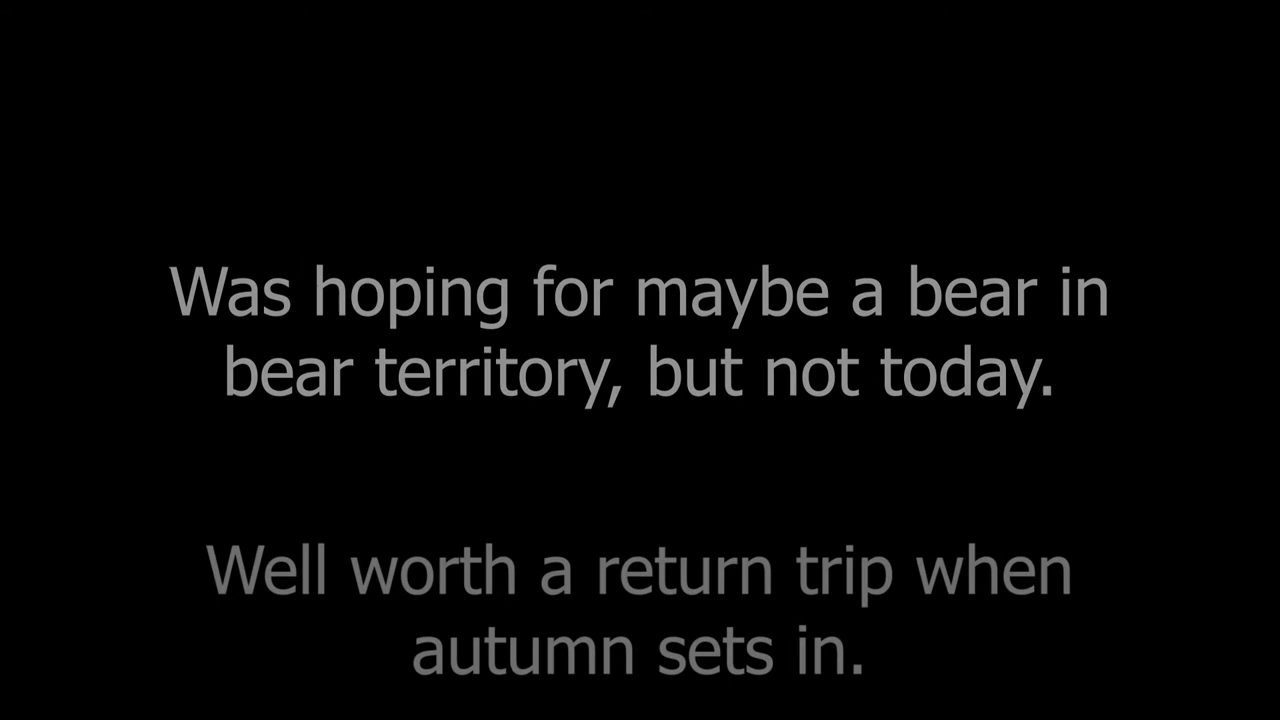 Was hoping for maybe a bear in
bear territory, but not today.
Well worth a return trip when
autumn sets in.